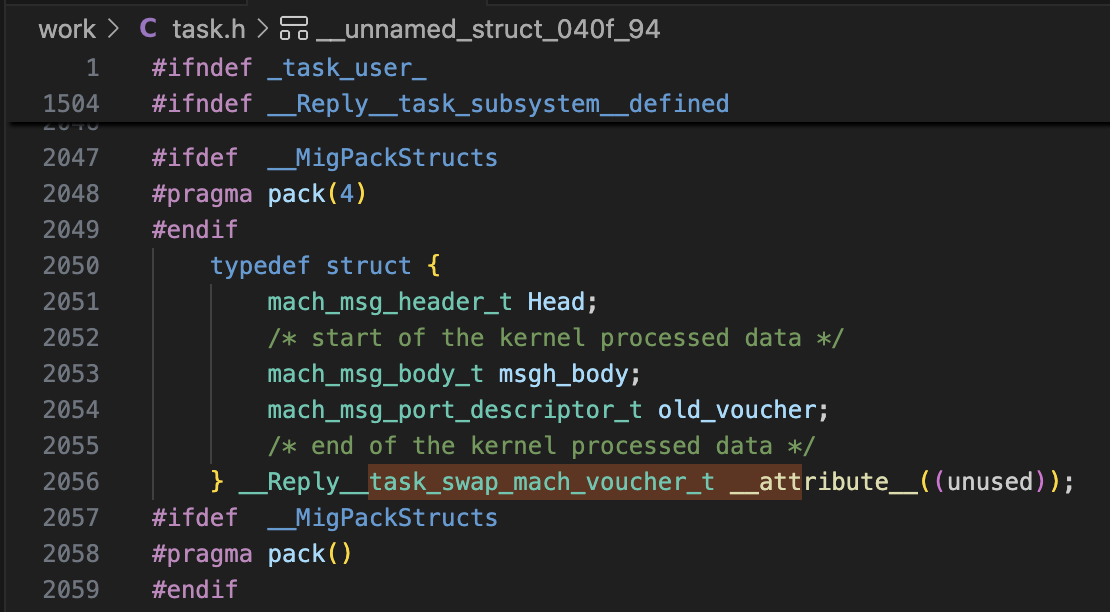 work > C task.h > __unnamed_struct_040f_94
1 #ifndef _task_user_
1504 #ifndef __Reply__task_subsystem__defined
2047 #ifdef  __MigPackStructs
2048 #pragma pack(4)
2049 #endif
2050 typedef struct {
2051 mach_msg_header_t Head;
2052 /* start of the kernel processed data */
2053 mach_msg_body_t msgh_body;
2054 mach_msg_port_descriptor_t old_voucher;
2055 /* end of the kernel processed data */
2056 } __Reply__task_swap_mach_voucher_t __attribute__((unused));
2057 #ifdef  __MigPackStructs
2058 #pragma pack()
2059 #endif